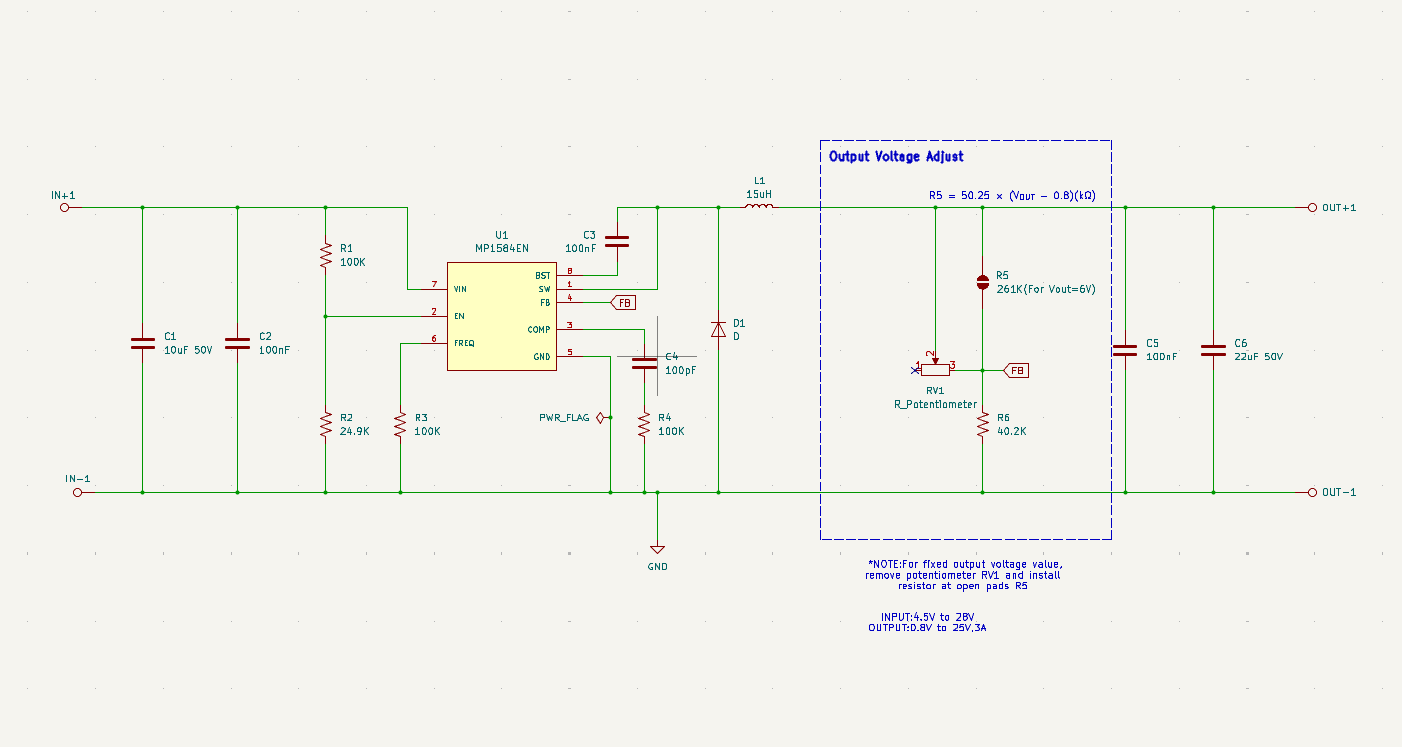 Output Voltage Adjust
R5 = 50.25 × (VOUT − 0.8)(kΩ)
IN+1
L1
15uH
OUT+1
U1
MP1584EN
C3
100nF
R1
100K
BST 8
7 VIN
SW 1
FB 4
FB
2 EN
COMP 3
6 FREQ
GND 5
R5
261K(For Vout=6V)
D1
D
C1
10uF 50V
C2
100nF
C4
100pF
C5
100nF
C6
22uF 50V
2
1
3
FB
RV1
R_Potentiometer
R2
24.9K
R3
100K
PWR_FLAG
R4
100K
R6
40.2K
IN-1
OUT-1
GND
*NOTE:For fixed output voltage value,
remove potentiometer RV1 and install
resistor at open pads R5
INPUT:4.5V to 28V
OUTPUT:0.8V to 25V,3A